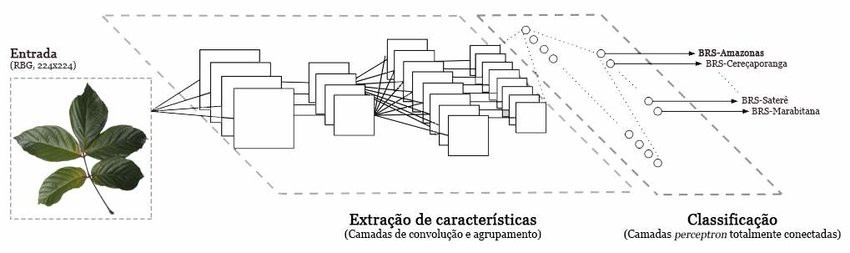 Entrada
(RBG, 224x224)
BRS-Amazonas
BRS-Cereçaporanga
BRS-Saterê
BRS-Marabitana
Extração de características
(Camadas de convolução e agrupamento)
Classificação
(Camadas perceptron totalmente conectadas)